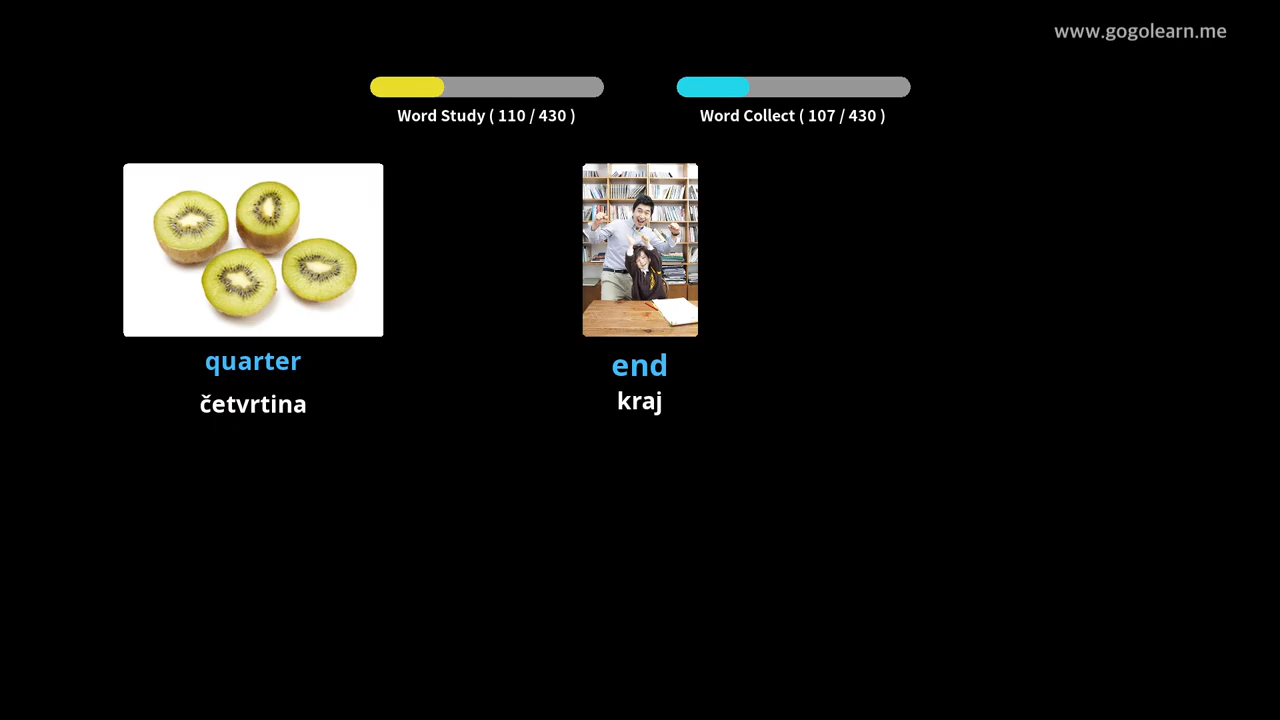 www.gogolearn.me
Word Study ( 110 / 430 )
Word Collect ( 107 / 430 )
quarter
četvrtina
end
kraj